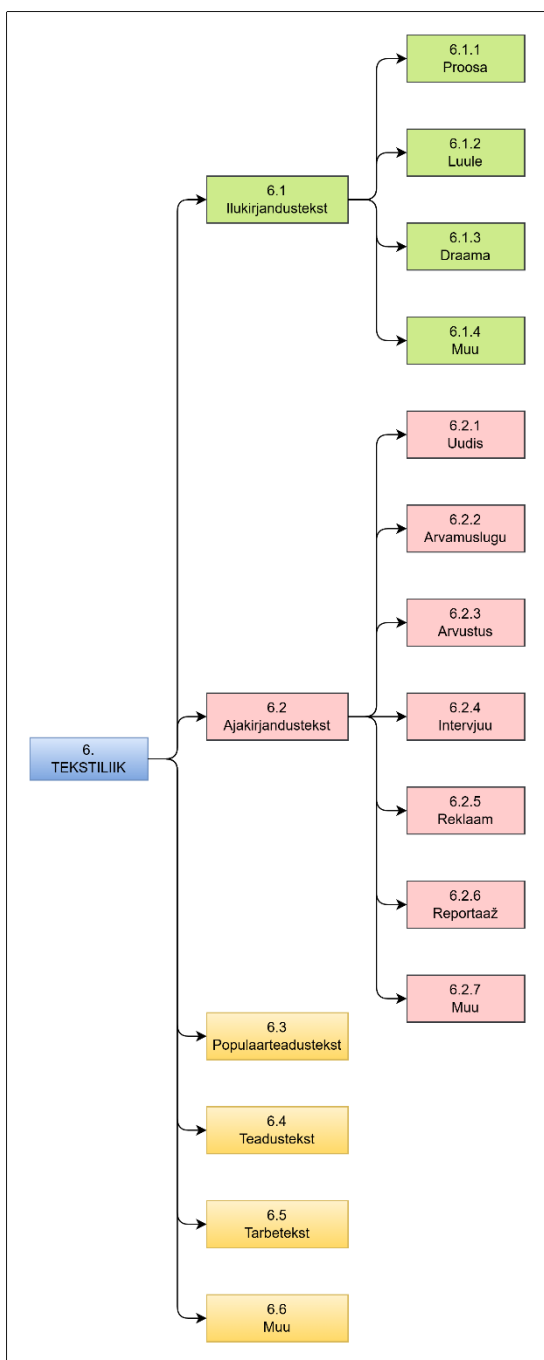 6.
TEKSTILIIK
6.1
Ilukirjandustekst
6.1.1
Proosa
6.1.2
Luule
6.1.3
Draama
6.1.4
Muu
6.2
Ajakirjandustekst
6.2.1
Uudis
6.2.2
Arvamuslugu
6.2.3
Arvustus
6.2.4
Intervjuu
6.2.5
Reklaam
6.2.6
Reportaaž
6.2.7
Muu
6.3
Populaarteadustekst
6.4
Teadustekst
6.5
Tarbetekst
6.6
Muu